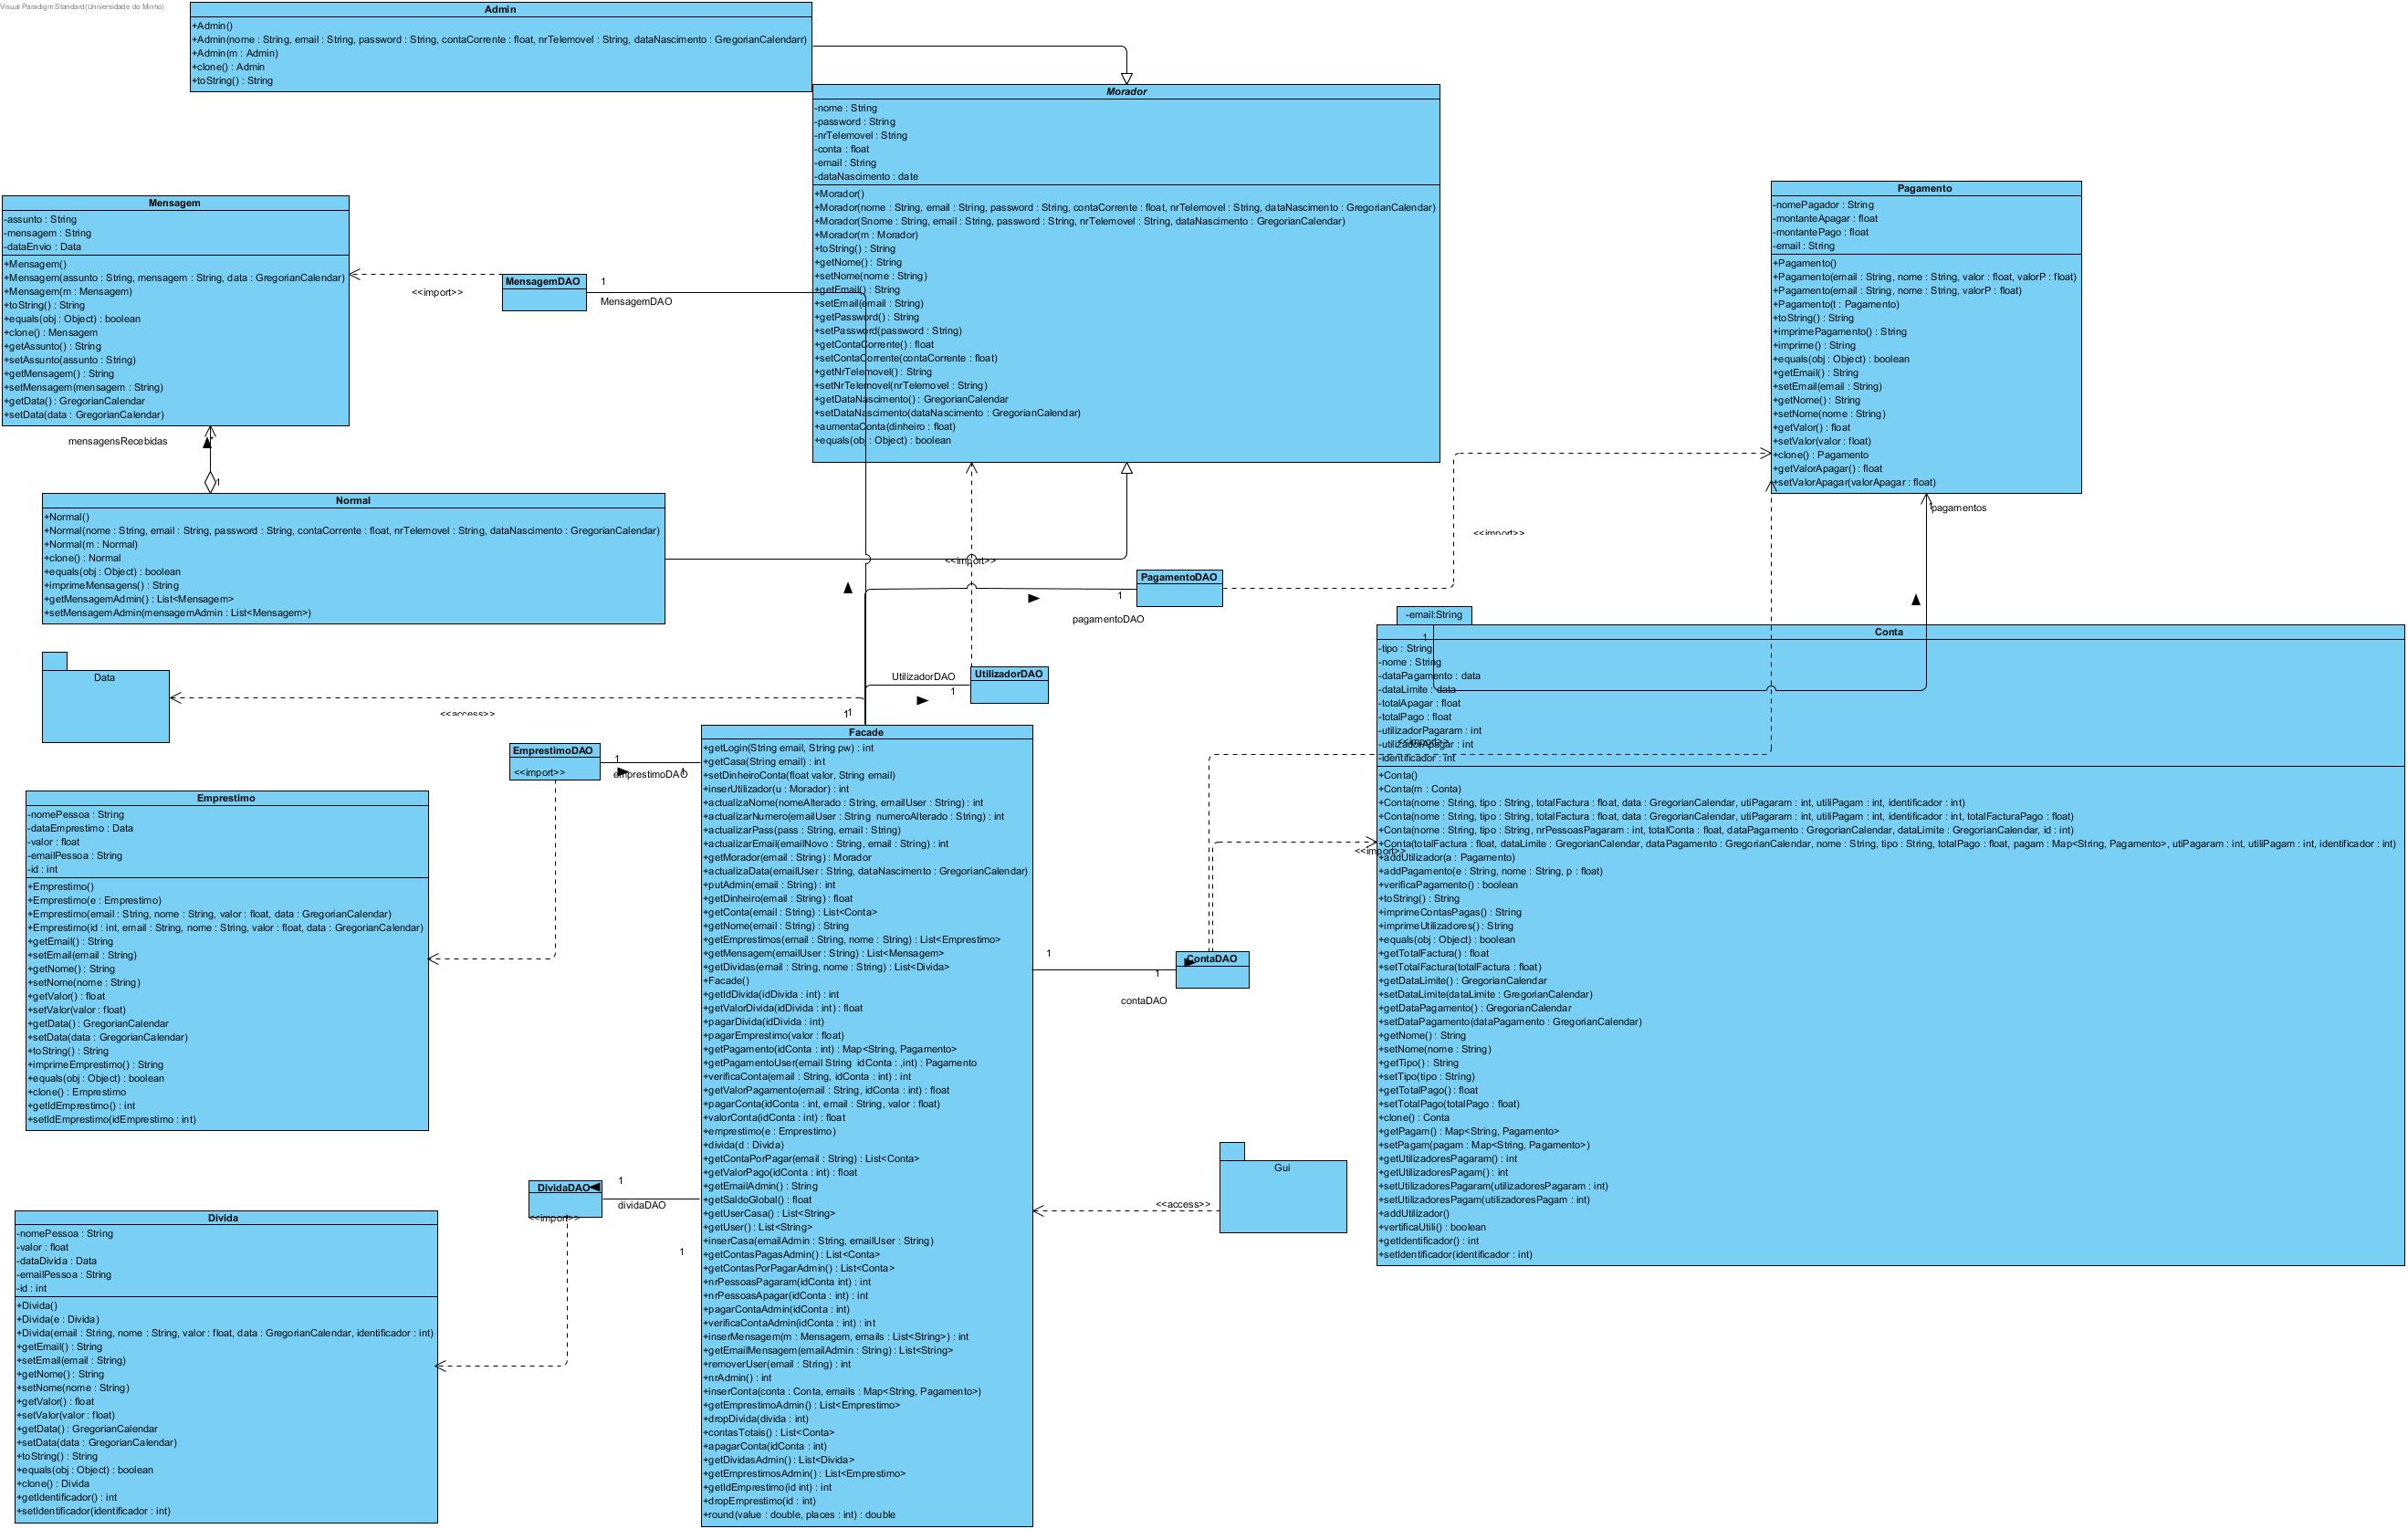 Visual Paradigm Standard(Universidade do Minho)
Admin
+Admin()
+Admin(nome : String, email : String, password : String, contaCorrente : float, nrTelemovel : String, dataNascimento : GregorianCalendarr)
+Admin(m : Admin)
+clone() : Admin
+toString() : String
Morador
-nome : String
-password : String
-nrTelemovel : String
-conta : float
-email : String
-dataNascimento : date
+Morador()
+Morador(nome : String, email : String, password : String, contaCorrente : float, nrTelemovel : String, dataNascimento : GregorianCalendar)
+Morador(Snome : String, email : String, password : String, nrTelemovel : String, dataNascimento : GregorianCalendar)
+Morador(m : Morador)
+toString() : String
+getNome() : String
+setNome(nome : String)
+getEmail() : String
+setEmail(email : String)
+getPassword() : String
+setPassword(password : String)
+getContaCorrente() : float
+setContaCorrente(contaCorrente : float)
+getNrTelemovel() : String
+setNrTelemovel(nrTelemovel : String)
+getDataNascimento() : GregorianCalendar
+setDataNascimento(dataNascimento : GregorianCalendar)
+aumentaConta(dinheiro : float)
+equals(obj : Object) : boolean
Pagamento
-nomePagador : String
-montanteApagar : float
-montantePago : float
-email : String
+Pagamento()
+Pagamento(email : String, nome : String, valor : float, valorP : float)
+Pagamento(email : String, nome : String, valorP : float)
+Pagamento(t : Pagamento)
+toString() : String
+imprimePagamento() : String
+imprime() : String
+equals(obj : Object) : boolean
+getEmail() : String
+setEmail(email : String)
+getNome() : String
+setNome(nome : String)
+getValor() : float
+setValor(valor : float)
+clone() : Pagamento
+getValorApagar() : float
+setValorApagar(valorApagar : float)
1
pagamentos
Mensagem
-assunto : String
-mensagem : String
-dataEnvio : Data
+Mensagem()
+Mensagem(assunto : String, mensagem : String, data : GregorianCalendar)
+Mensagem(m : Mensagem)
+toString() : String
+equals(obj : Object) : boolean
+clone() : Mensagem
+getAssunto() : String
+setAssunto(assunto : String)
+getMensagem() : String
+setMensagem(mensagem : String)
+getData() : GregorianCalendar
+setData(data : GregorianCalendar)
<<import>>
MensagemDAO
1
MensagemDAO
mensagensRecebidas
1
Normal
+Normal()
+Normal(nome : String, email : String, password : String, contaCorrente : float, nrTelemovel : String, dataNascimento : GregorianCalendar)
+Normal(m : Normal)
+clone() : Normal
+equals(obj : Object) : boolean
+imprimeMensagens() : String
+getMensagemAdmin() : List<Mensagem>
+setMensagemAdmin(mensagemAdmin : List<Mensagem>)
<<import>>
<<import>>
PagamentoDAO
1
pagamentoDAO
UtilizadorDAO
1
UtilizadorDAO
Data
<<access>>
1
1
-email:String
1
Conta
-tipo : String
-nome : String
-dataPagamento : data
-dataLimite : data
-totalApagar : float
-totalPago : float
-utilizadorPagaram : int
-utilizadorApagar : int
<<import>>
-identificador : int
+Conta()
+Conta(m : Conta)
+Conta(nome : String, tipo : String, totalFactura : float, data : GregorianCalendar, utiPagaram : int, utiliPagam : int, identificador : int)
+Conta(nome : String, tipo : String, totalFactura : float, data : GregorianCalendar, utiPagaram : int, utiliPagam : int, identificador : int, totalFacturaPago : float)
+Conta(nome : String, tipo : String, nrPessoasPagaram : int, totalConta : float, dataPagamento : GregorianCalendar, dataLimite : GregorianCalendar, id : int)
+Conta(totalFactura : float, dataLimite : GregorianCalendar, dataPagamento : GregorianCalendar, nome : String, tipo : String, totalPago : float, pagam : Map<String, Pagamento>, utiPagaram : int, utiliPagam : int, identificador : int)
<<import>>
+addUtilizador(a : Pagamento)
+addPagamento(e : String, nome : String, p : float)
+verificaPagamento() : boolean
+toString() : String
+imprimeContasPagas() : String
+imprimeUtilizadores() : String
+equals(obj : Object) : boolean
+getTotalFactura() : float
+setTotalFactura(totalFactura : float)
+getDataLimite() : GregorianCalendar
+setDataLimite(dataLimite : GregorianCalendar)
+getDataPagamento() : GregorianCalendar
+setDataPagamento(dataPagamento : GregorianCalendar)
+getNome() : String
+setNome(nome : String)
+getTipo() : String
+setTipo(tipo : String)
+getTotalPago() : float
+setTotalPago(totalPago : float)
+clone() : Conta
+getPagam() : Map<String, Pagamento>
+setPagam(pagam : Map<String, Pagamento>)
+getUtilizadoresPagaram() : int
+getUtilizadoresPagam() : int
+setUtilizadoresPagaram(utilizadoresPagaram : int)
+setUtilizadoresPagam(utilizadoresPagam : int)
+addUtilizador()
+vertificaUtili() : boolean
+getIdentificador() : int
+setIdentificador(identificador : int)
EmprestimoDAO
<<import>>
1
emprestimoDAO
1
Facade
+getLogin(String email, String pw) : int
+getCasa(String email) : int
+setDinheiroConta(float valor, String email)
+inserUtilizador(u : Morador) : int
+actualizaNome(nomeAlterado : String, emailUser : String) : int
+actualizarNumero(emailUser : String numeroAlterado : String) : int
+actualizarPass(pass : String, email : String)
+actualizarEmail(emailNovo : String, email : String) : int
+getMorador(email : String) : Morador
+actualizaData(emailUser : String, dataNascimento : GregorianCalendar)
+putAdmin(email : String) : int
+getDinheiro(email : String) : float
+getConta(email : String) : List<Conta>
+getNome(email : String) : String
+getEmprestimos(email : String, nome : String) : List<Emprestimo>
+getMensagem(emailUser : String) : List<Mensagem>
+getDividas(email : String, nome : String) : List<Divida>
+Facade()
+getIdDivida(idDivida : int) : int
+getValorDivida(idDivida : int) : float
+pagarDivida(idDivida : int)
+pagarEmprestimo(valor : float)
+getPagamento(idConta : int) : Map<String, Pagamento>
+getPagamentoUser(email String idConta : ,int) : Pagamento
+verificaConta(email : String, idConta : int) : int
+getValorPagamento(email : String, idConta : int) : float
+pagarConta(idConta : int, email : String, valor : float)
+valorConta(idConta : int) : float
+emprestimo(e : Emprestimo)
+divida(d : Divida)
+getContaPorPagar(email : String) : List<Conta>
+getValorPago(idConta : int) : float
+getEmailAdmin() : String
+getSaldoGlobal() : float
+getUserCasa() : List<String>
+getUser() : List<String>
+inserCasa(emailAdmin : String, emailUser : String)
+getContasPagasAdmin() : List<Conta>
+getContasPorPagarAdmin() : List<Conta>
+nrPessoasPagaram(idConta int) : int
+nrPessoasApagar(idConta : int) : int
+pagarContaAdmin(idConta : int)
+verificaContaAdmin(idConta : int) : int
+inserMensagem(m : Mensagem, emails : List<String>) : int
+getEmailMensagem(emailAdmin : String) : List<String>
+removerUser(email : String) : int
+nrAdmin() : int
+inserConta(conta : Conta, emails : Map<String, Pagamento>)
+getEmprestimoAdmin() : List<Emprestimo>
+dropDivida(divida : int)
+contasTotais() : List<Conta>
+apagarConta(idConta : int)
+getDividasAdmin() : List<Divida>
+getEmprestimosAdmin() : List<Emprestimo>
+getIdEmprestimo(id int) : int
+dropEmprestimo(id : int)
+round(value : double, places : int) : double
1
ContaDAO
1
contaDAO
Emprestimo
-nomePessoa : String
-dataEmprestimo : Data
-valor : float
-emailPessoa : String
-id : int
+Emprestimo()
+Emprestimo(e : Emprestimo)
+Emprestimo(email : String, nome : String, valor : float, data : GregorianCalendar)
+Emprestimo(id : int, email : String, nome : String, valor : float, data : GregorianCalendar)
+getEmail() : String
+setEmail(email : String)
+getNome() : String
+setNome(nome : String)
+getValor() : float
+setValor(valor : float)
+getData() : GregorianCalendar
+setData(data : GregorianCalendar)
+toString() : String
+imprimeEmprestimo() : String
+equals(obj : Object) : boolean
+clone() : Emprestimo
+getIdEmprestimo() : int
+setIdEmprestimo(idEmprestimo : int)
Gui
<<access>>
DividaDAO
<<import>>
1
dividaDAO
1
Divida
-nomePessoa : String
-valor : float
-dataDivida : Data
-emailPessoa : String
-id : int
+Divida()
+Divida(e : Divida)
+Divida(email : String, nome : String, valor : float, data : GregorianCalendar, identificador : int)
+getEmail() : String
+setEmail(email : String)
+getNome() : String
+setNome(nome : String)
+getValor() : float
+setValor(valor : float)
+getData() : GregorianCalendar
+setData(data : GregorianCalendar)
+toString() : String
+equals(obj : Object) : boolean
+clone() : Divida
+getIdentificador() : int
+setIdentificador(identificador : int)